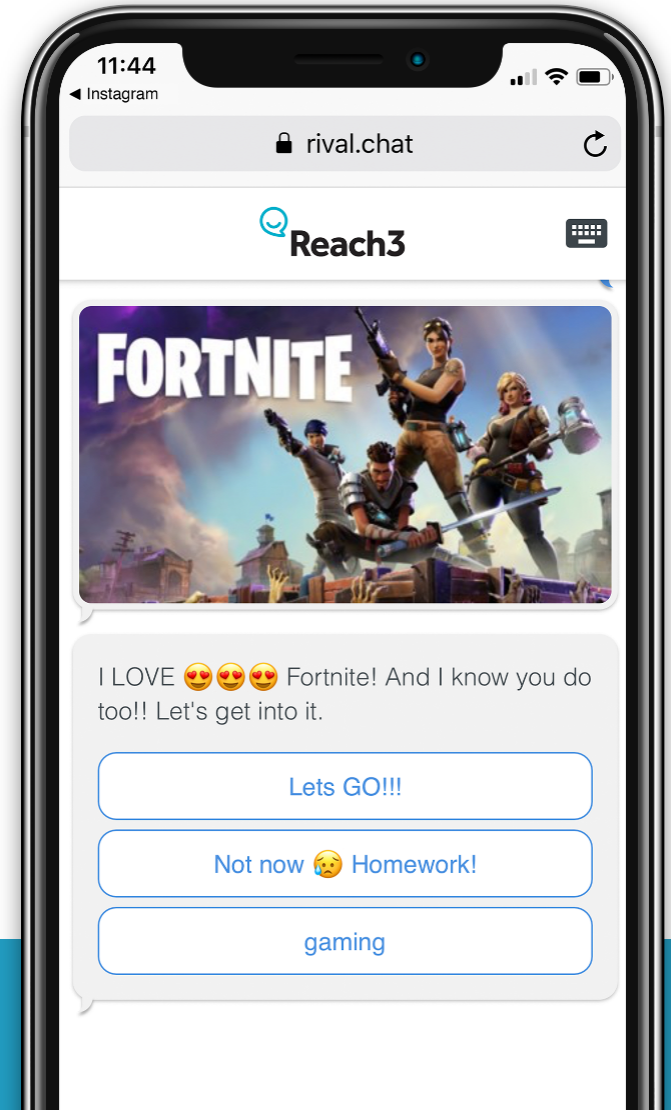 11:44
◀ Instagram
rival.chat
Reach3
FORTNITE
I LOVE 😍😍😍 Fortnite! And I know you do
too!! Let's get into it.
Lets GO!!!
Not now 😥 Homework!
gaming